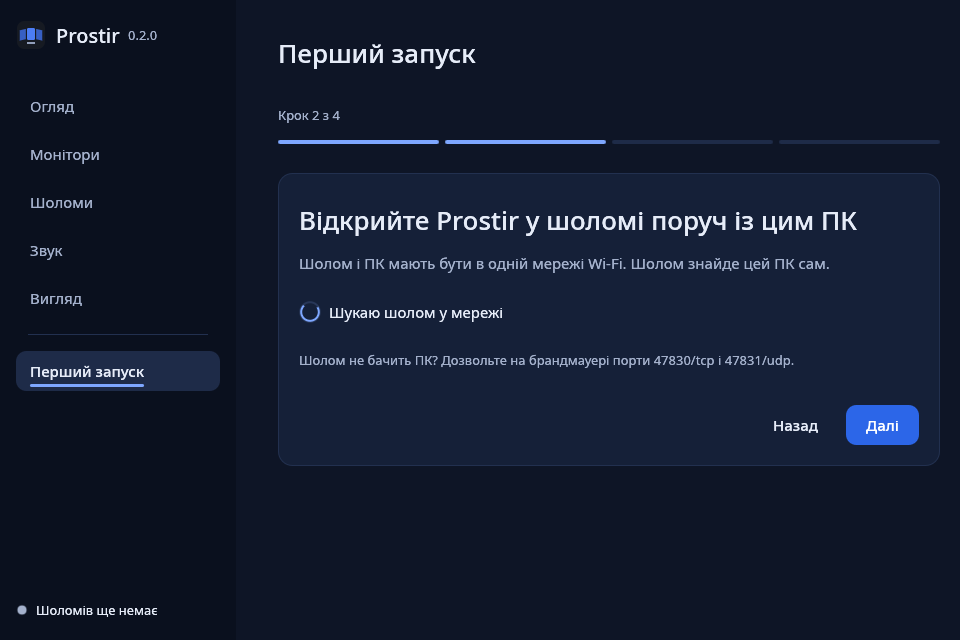 Prostir 0.2.0
Огляд
Монітори
Шоломи
Звук
Вигляд
Перший запуск
Шоломів ще немає
Перший запуск
Крок 2 з 4
Відкрийте Prostir у шоломі поруч із цим ПК
Шолом і ПК мають бути в одній мережі Wi-Fi. Шолом знайде цей ПК сам.
Шукаю шолом у мережі
Шолом не бачить ПК? Дозвольте на брандмауері порти 47830/tcp і 47831/udp.
Назад
Далі